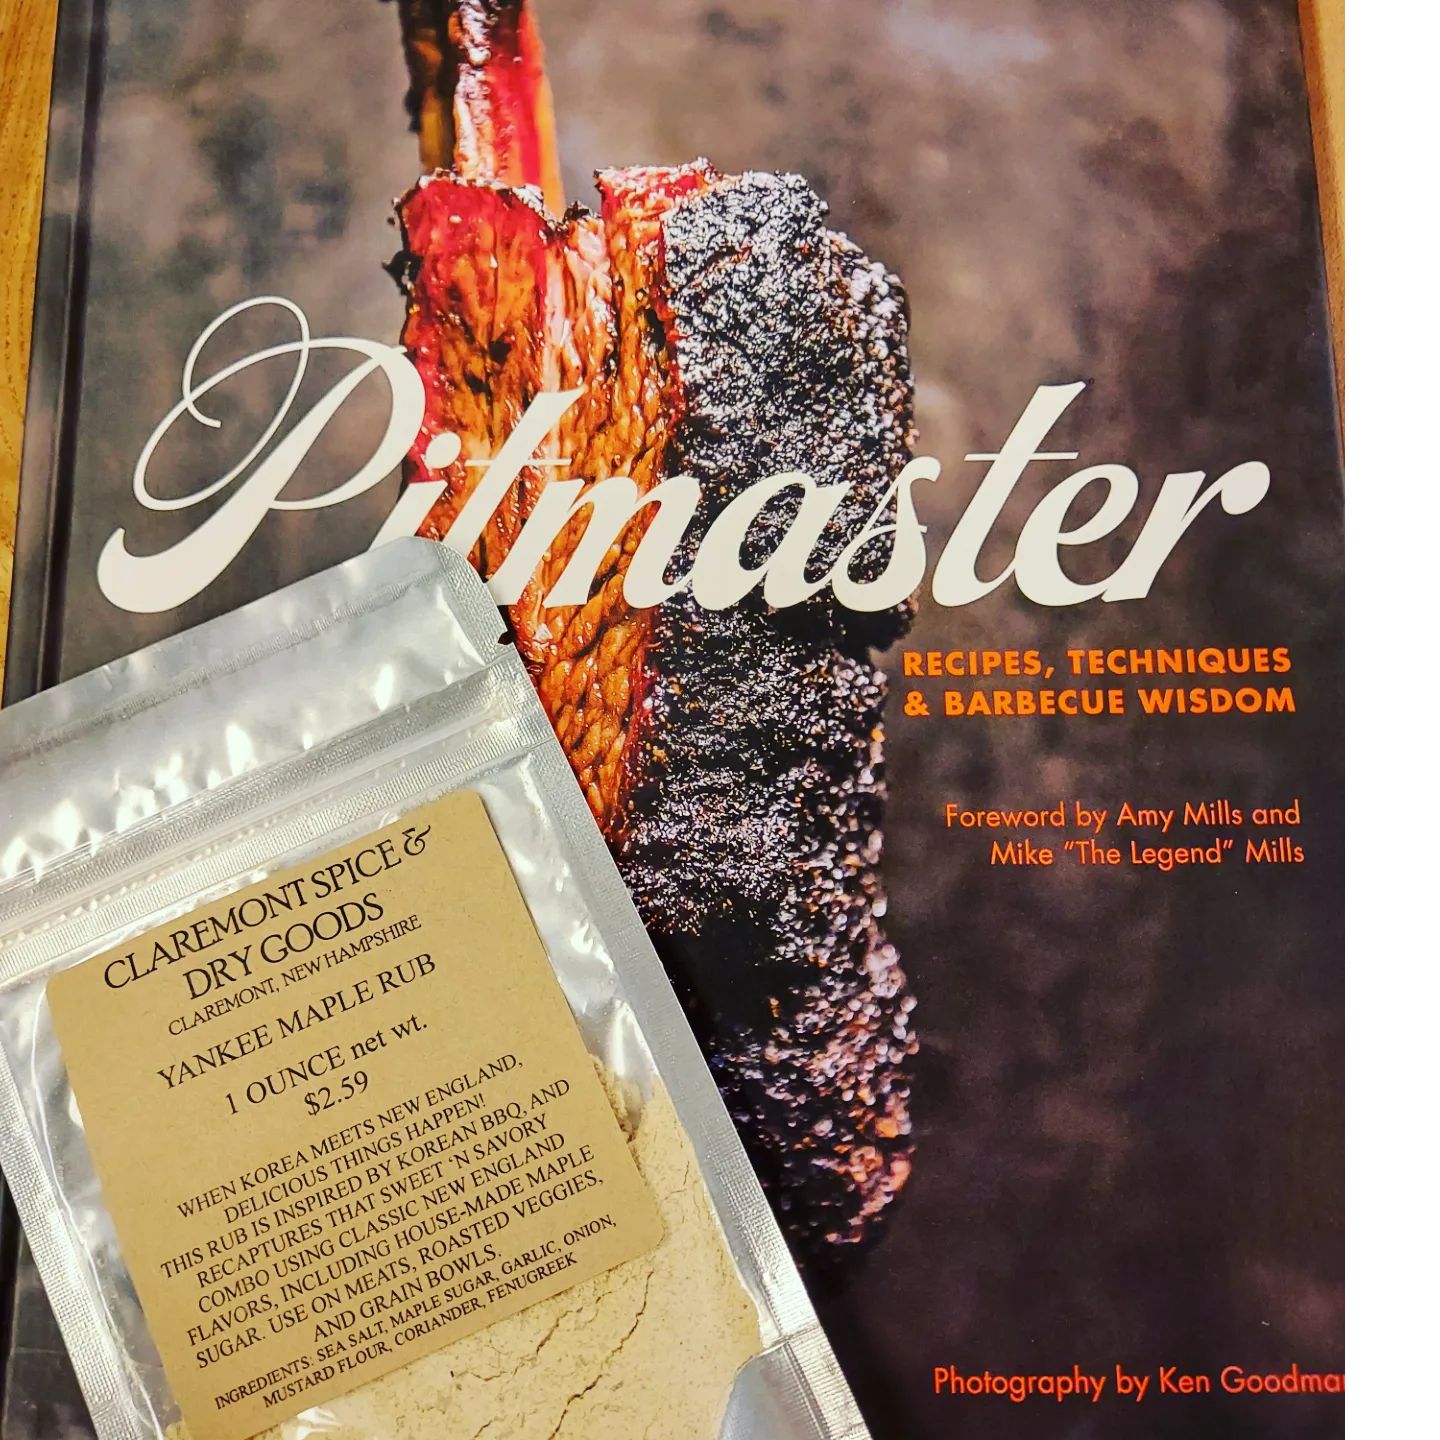 Pitmaster
RECIPES, TECHNIQUES
& BARBECUE WISDOM
Foreword by Amy Mills and
Mike “The Legend” Mills
Photography by Ken Goodman
CLAREMONT SPICE &
DRY GOODS
CLAREMONT, NEW HAMPSHIRE
YANKEE MAPLE RUB
1 OUNCE net wt.
$2.59
WHEN KOREA MEETS NEW ENGLAND,
DELICIOUS THINGS HAPPEN!
THIS RUB IS INSPIRED BY KOREAN BBQ, AND
RECAPTURES THAT SWEET ‘N SAVORY
COMBO USING CLASSIC NEW ENGLAND
FLAVORS, INCLUDING HOUSE-MADE MAPLE
SUGAR. USE ON MEATS, ROASTED VEGGIES,
AND GRAIN BOWLS.
INGREDIENTS: SEA SALT, MAPLE SUGAR, GARLIC, ONION,
MUSTARD FLOUR, CORIANDER, FENUGREEK